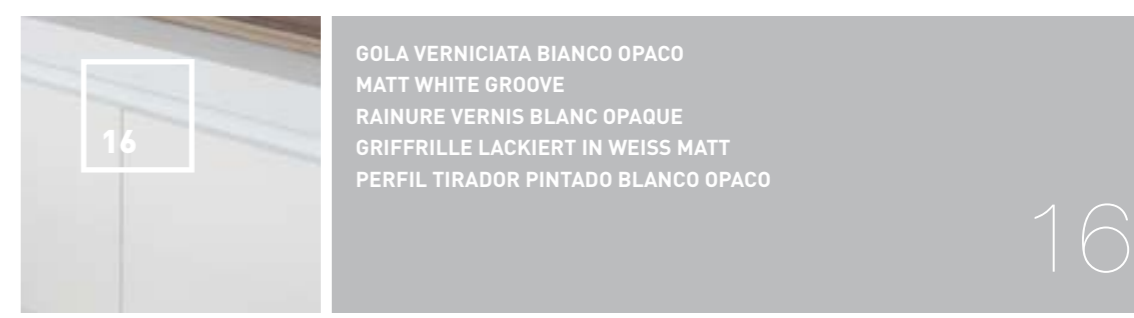 16
GOLA VERNICIATA BIANCO OPACO
MATT WHITE GROOVE
RAINURE VERNIS BLANC OPAQUE
GRIFFRILLE LACKIERT IN WEISS MATT
PERFIL TIRADOR PINTADO BLANCO OPACO
16